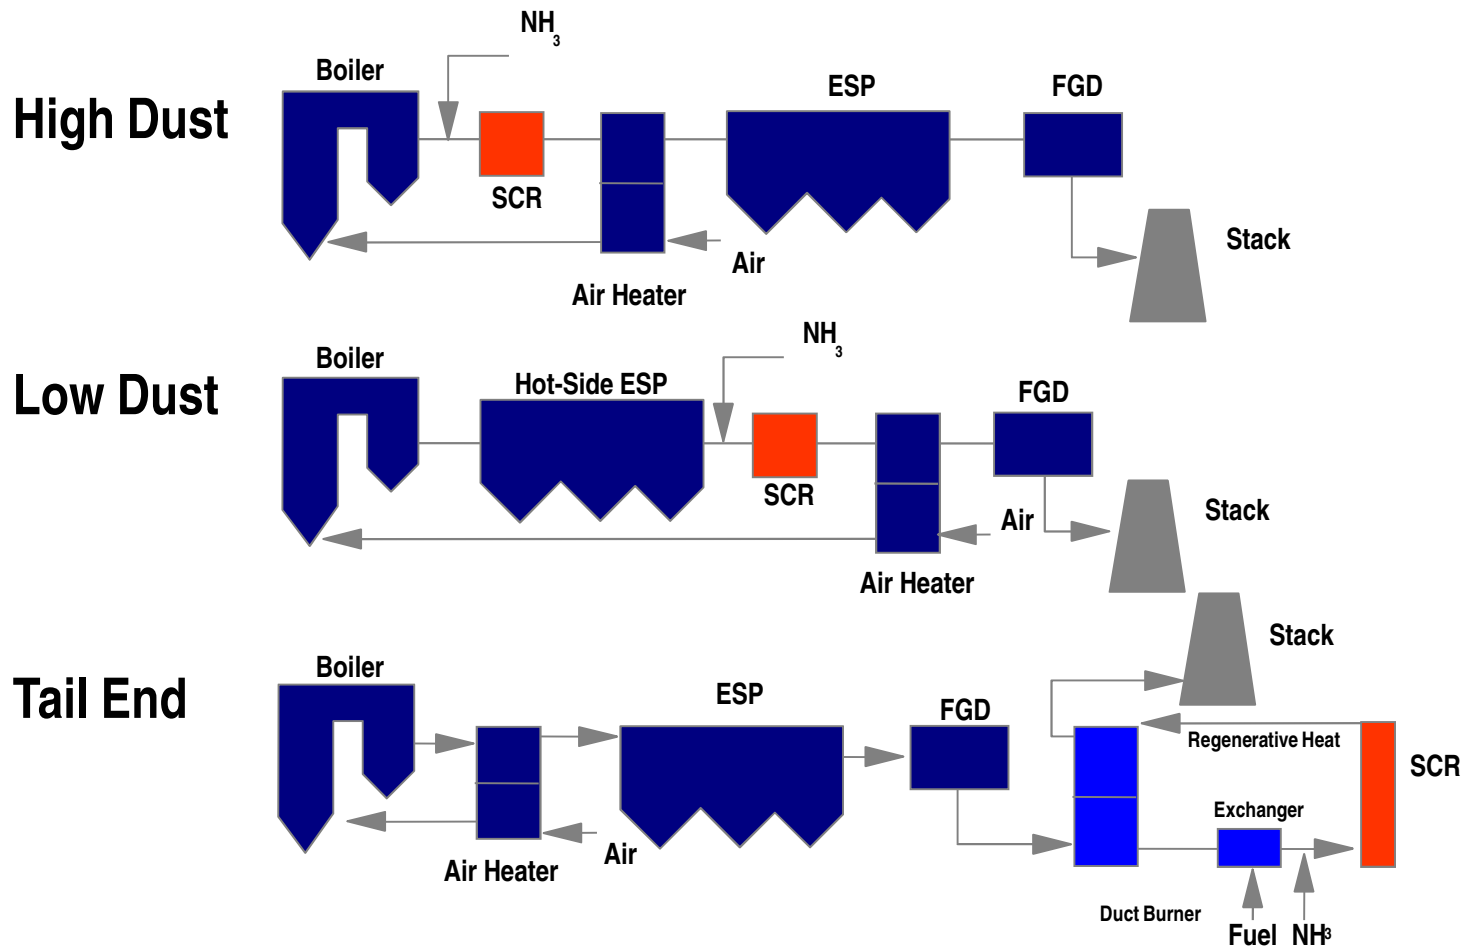 NH3
Boiler
ESP
FGD
High Dust
SCR
Stack
Air
Air Heater
NH3
Boiler
Hot-Side ESP
FGD
Low Dust
SCR
Stack
Air
Air Heater
Stack
Boiler
ESP
FGD
Tail End
Regenerative Heat
SCR
Exchanger
Air
Air Heater
Duct Burner
Fuel NH3